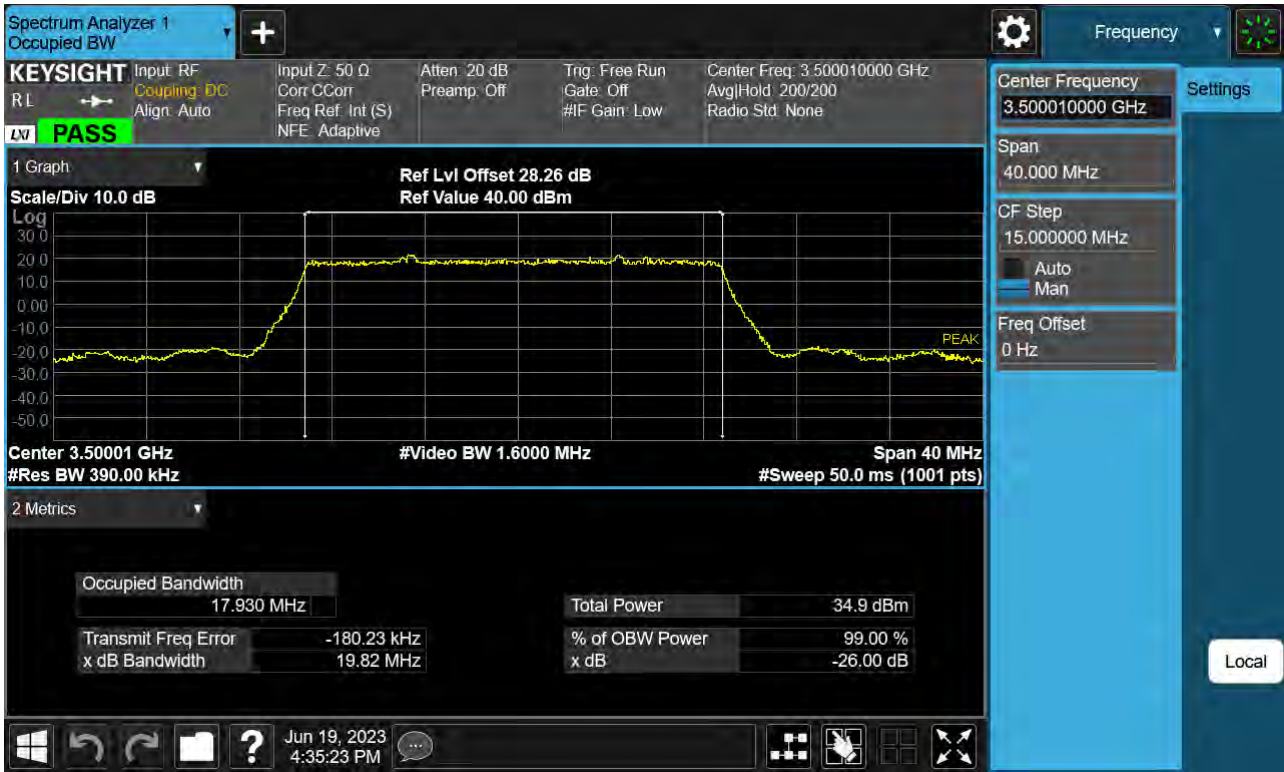 Spectrum Analyzer 1
Occupied BW
Frequency
KEYSIGHT
RL
LXI PASS
Input: RF
Coupling: DC
Align: Auto
Input Z: 50 Ω
Corr CCorr
Freq Ref: Int (S)
NFE: Adaptive
Atten: 20 dB
Preamp: Off
Trig: Free Run
Gate: Off
#IF Gain: Low
Center Freq: 3.500010000 GHz
Avg|Hold: 200/200
Radio Std: None
1 Graph
Scale/Div 10.0 dB
Ref Lvl Offset 28.26 dB
Ref Value 40.00 dBm
Log
30.0
20.0
10.0
0.00
-10.0
-20.0
-30.0
-40.0
-50.0
PEAK
Center 3.50001 GHz
#Video BW 1.6000 MHz
Span 40 MHz
#Res BW 390.00 kHz
#Sweep 50.0 ms (1001 pts)
2 Metrics
Occupied Bandwidth
17.930 MHz
Total Power 34.9 dBm
Transmit Freq Error -180.23 kHz
% of OBW Power 99.00 %
x dB Bandwidth 19.82 MHz
x dB -26.00 dB
Center Frequency
3.500010000 GHz
Settings
Span
40.000 MHz
CF Step
15.000000 MHz
Auto
Man
Freq Offset
0 Hz
Local
?
Jun 19, 2023
4:35:23 PM